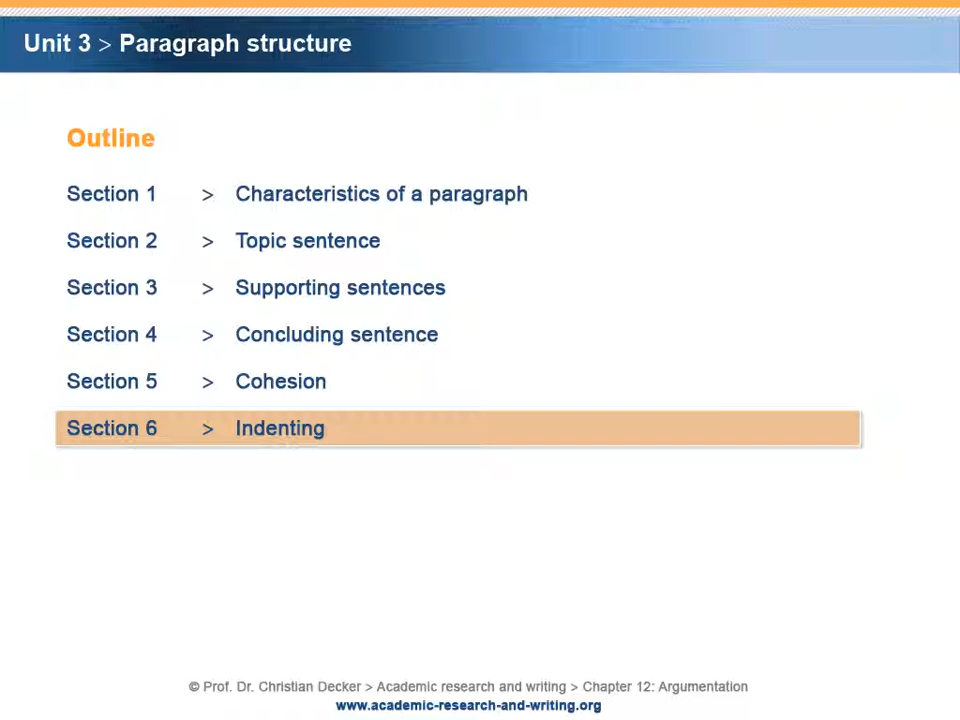 Unit 3 > Paragraph structure
Outline
Section 1 > Characteristics of a paragraph
Section 2 > Topic sentence
Section 3 > Supporting sentences
Section 4 > Concluding sentence
Section 5 > Cohesion
Section 6 > Indenting
© Prof. Dr. Christian Decker > Academic research and writing > Chapter 12: Argumentation
www.academic-research-and-writing.org